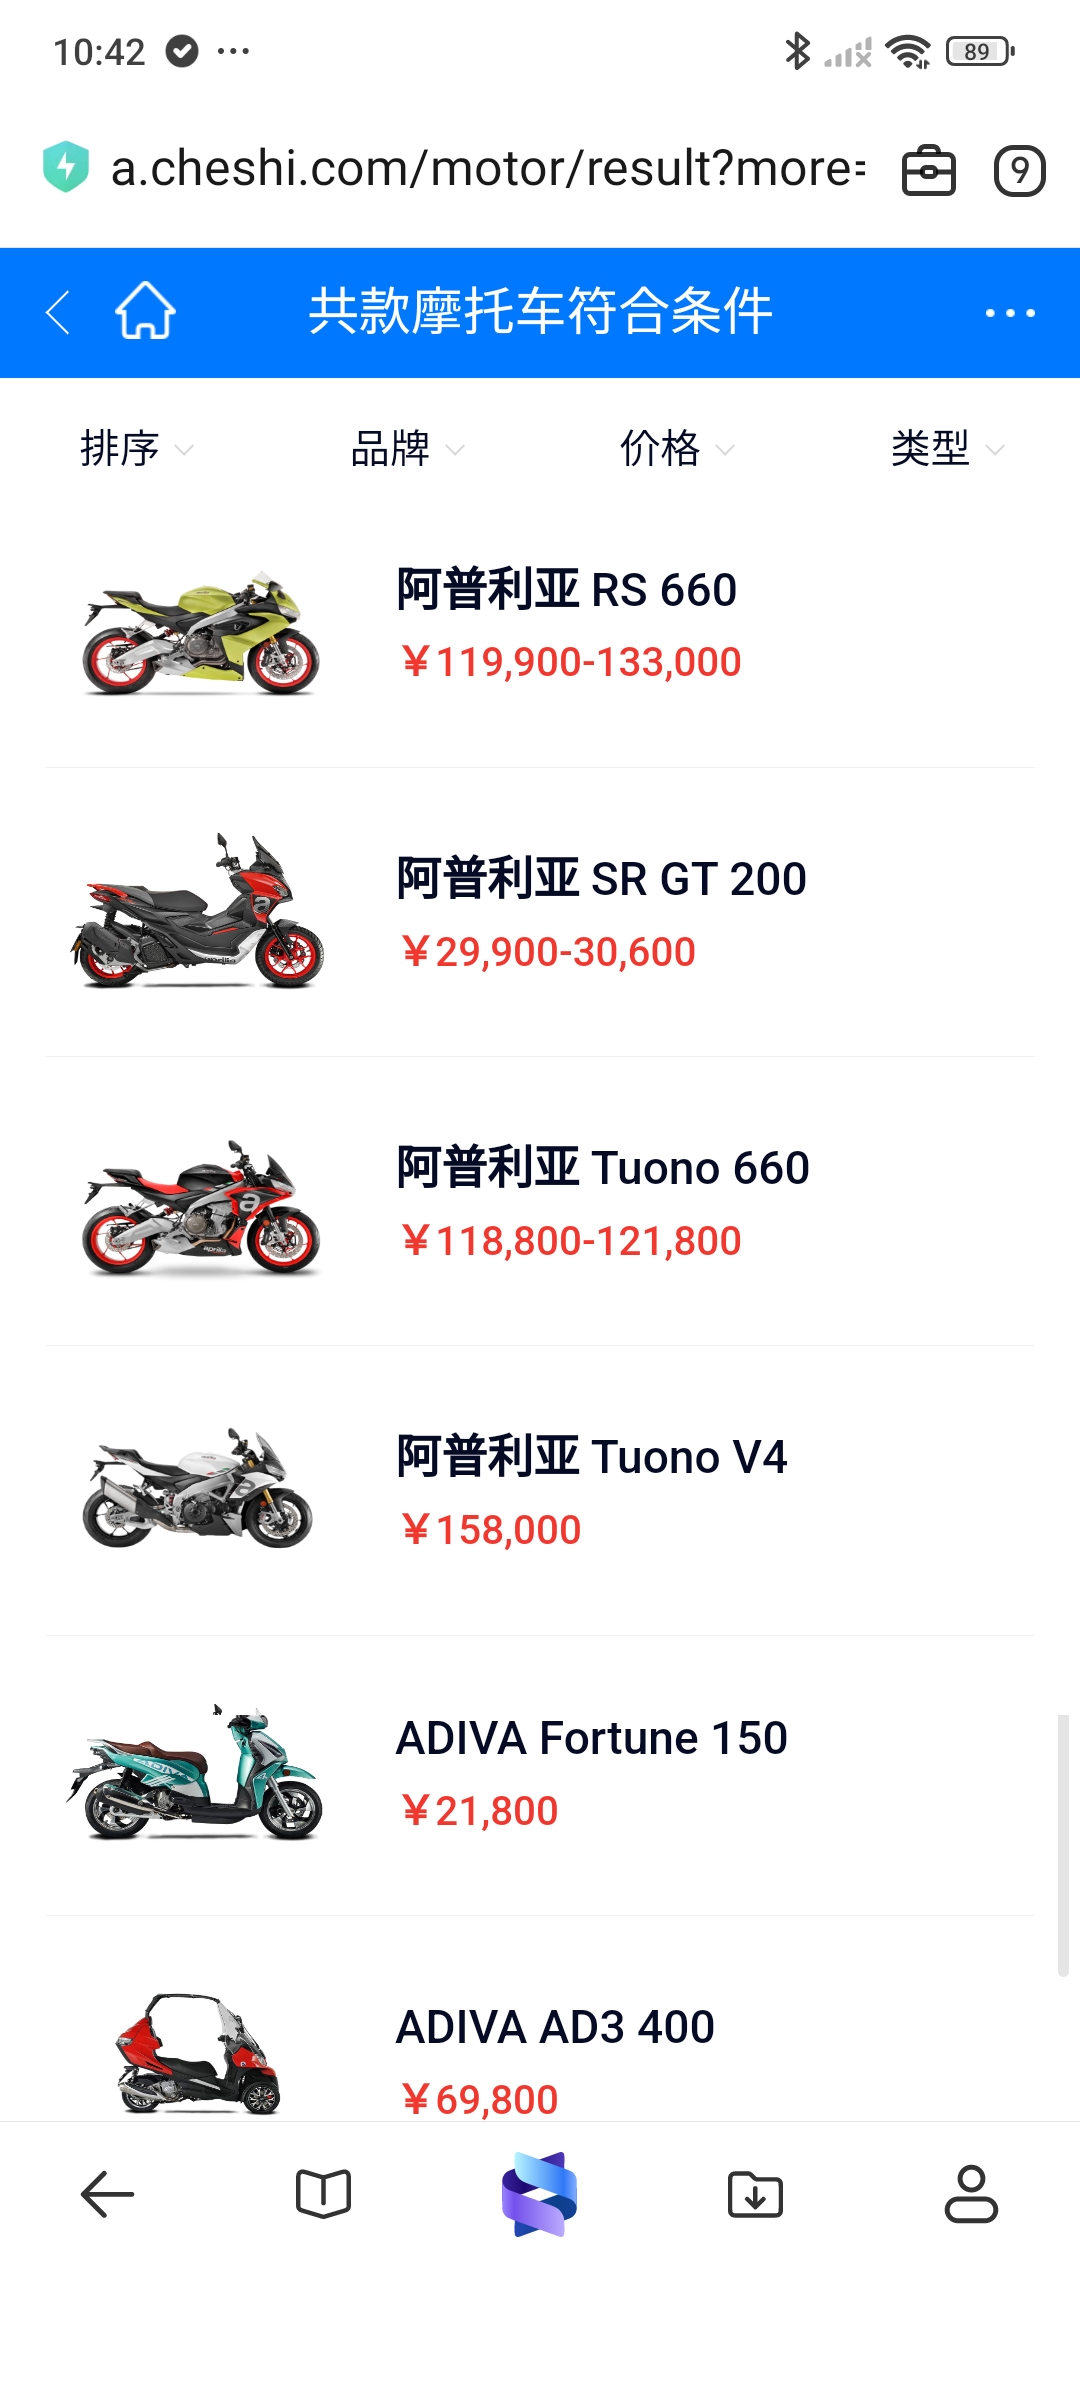 10:42
89
a.cheshi.com/motor/result?more=
9
共款摩托车符合条件
排序 品牌 价格 类型
阿普利亚 RS 660
¥119,900-133,000
阿普利亚 SR GT 200
¥29,900-30,600
阿普利亚 Tuono 660
¥118,800-121,800
阿普利亚 Tuono V4
¥158,000
ADIVA Fortune 150
¥21,800
ADIVA AD3 400
¥69,800